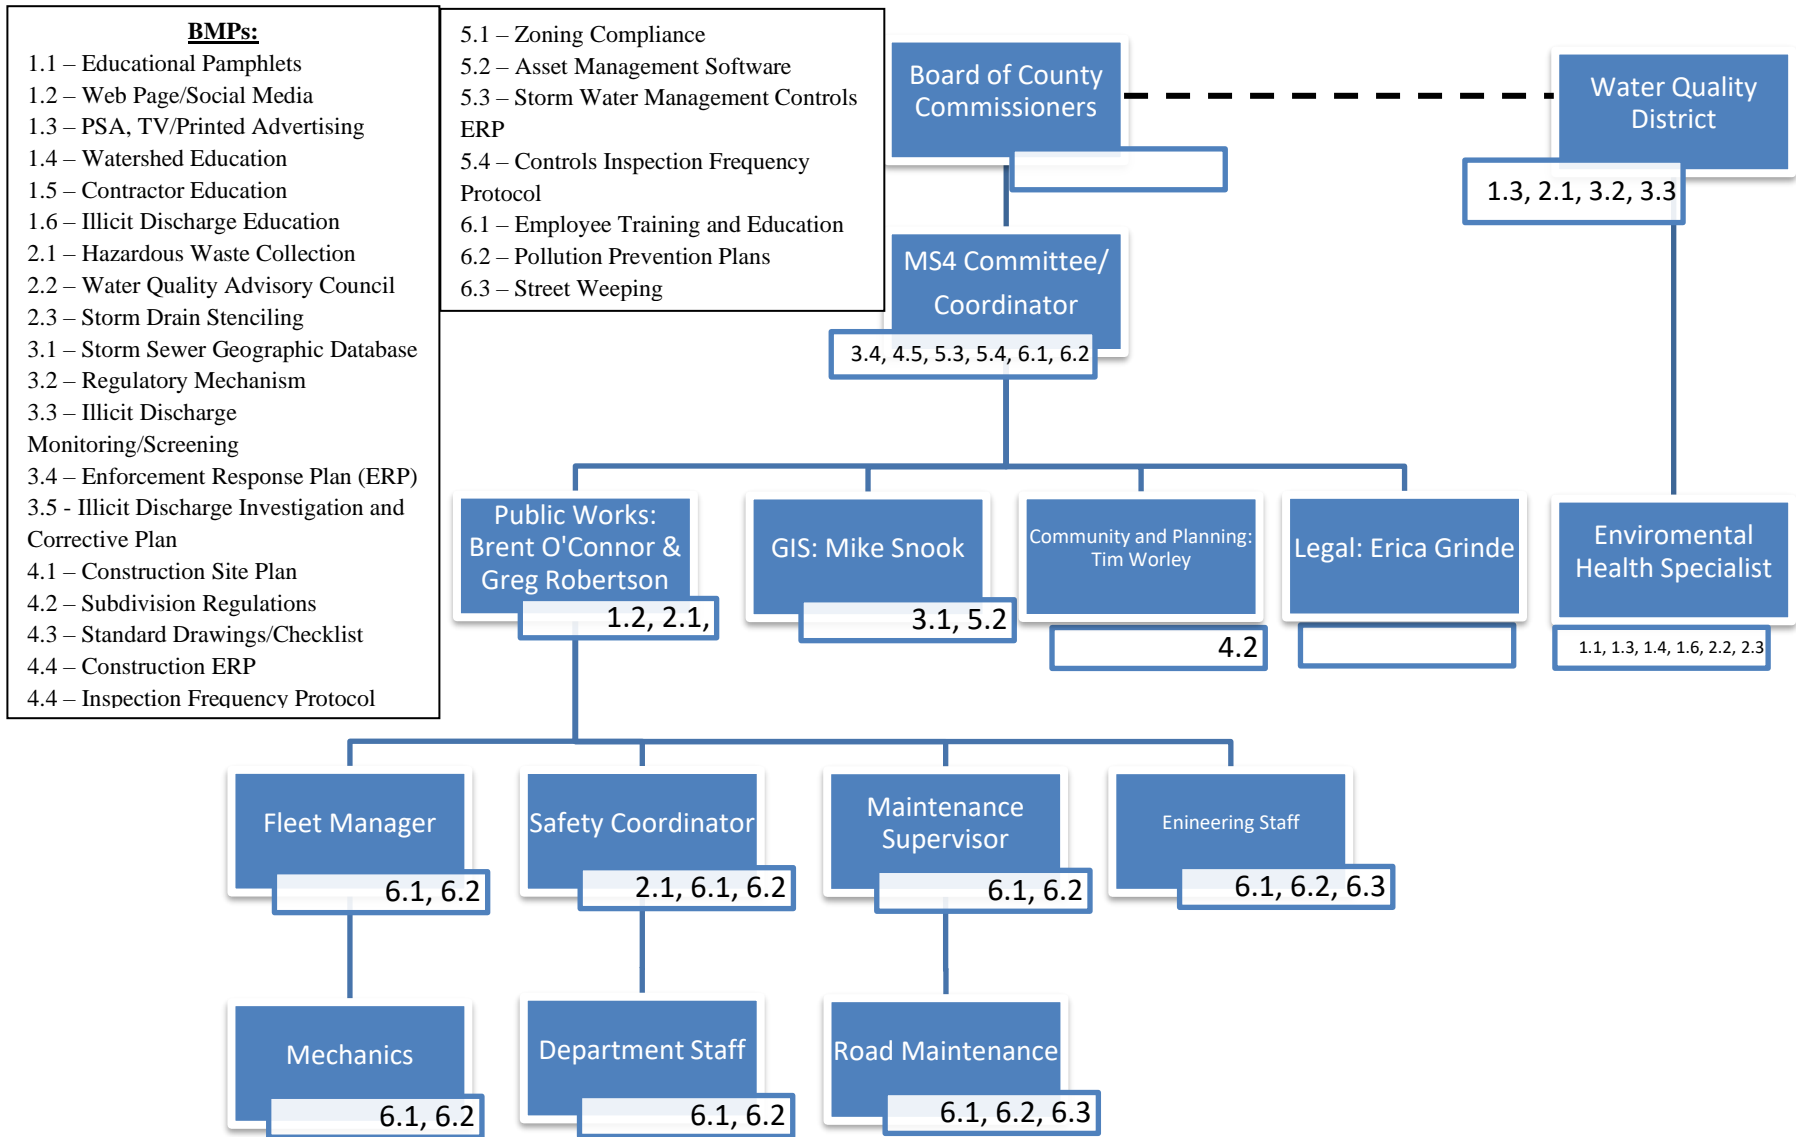 BMPs:
1.1 – Educational Pamphlets
1.2 – Web Page/Social Media
1.3 – PSA, TV/Printed Advertising
1.4 – Watershed Education
1.5 – Contractor Education
1.6 – Illicit Discharge Education
2.1 – Hazardous Waste Collection
2.2 – Water Quality Advisory Council
2.3 – Storm Drain Stenciling
3.1 – Storm Sewer Geographic Database
3.2 – Regulatory Mechanism
3.3 – Illicit Discharge
Monitoring/Screening
3.4 – Enforcement Response Plan (ERP)
3.5 - Illicit Discharge Investigation and
Corrective Plan
4.1 – Construction Site Plan
4.2 – Subdivision Regulations
4.3 – Standard Drawings/Checklist
4.4 – Construction ERP
4.4 – Inspection Frequency Protocol
5.1 – Zoning Compliance
5.2 – Asset Management Software
5.3 – Storm Water Management Controls
ERP
5.4 – Controls Inspection Frequency
Protocol
6.1 – Employee Training and Education
6.2 – Pollution Prevention Plans
6.3 – Street Weeping
Board of County
Commissioners
Water Quality
District
1.3, 2.1, 3.2, 3.3
MS4 Committee/
Coordinator
3.4, 4.5, 5.3, 5.4, 6.1, 6.2
Public Works:
Brent O'Connor &
Greg Robertson
1.2, 2.1,
GIS: Mike Snook
3.1, 5.2
Community and Planning:
Tim Worley
4.2
Legal: Erica Grinde
Enviromental
Health Specialist
1.1, 1.3, 1.4, 1.6, 2.2, 2.3
Fleet Manager
6.1, 6.2
Safety Coordinator
2.1, 6.1, 6.2
Maintenance
Supervisor
6.1, 6.2
Enineering Staff
6.1, 6.2, 6.3
Mechanics
6.1, 6.2
Department Staff
6.1, 6.2
Road Maintenance
6.1, 6.2, 6.3